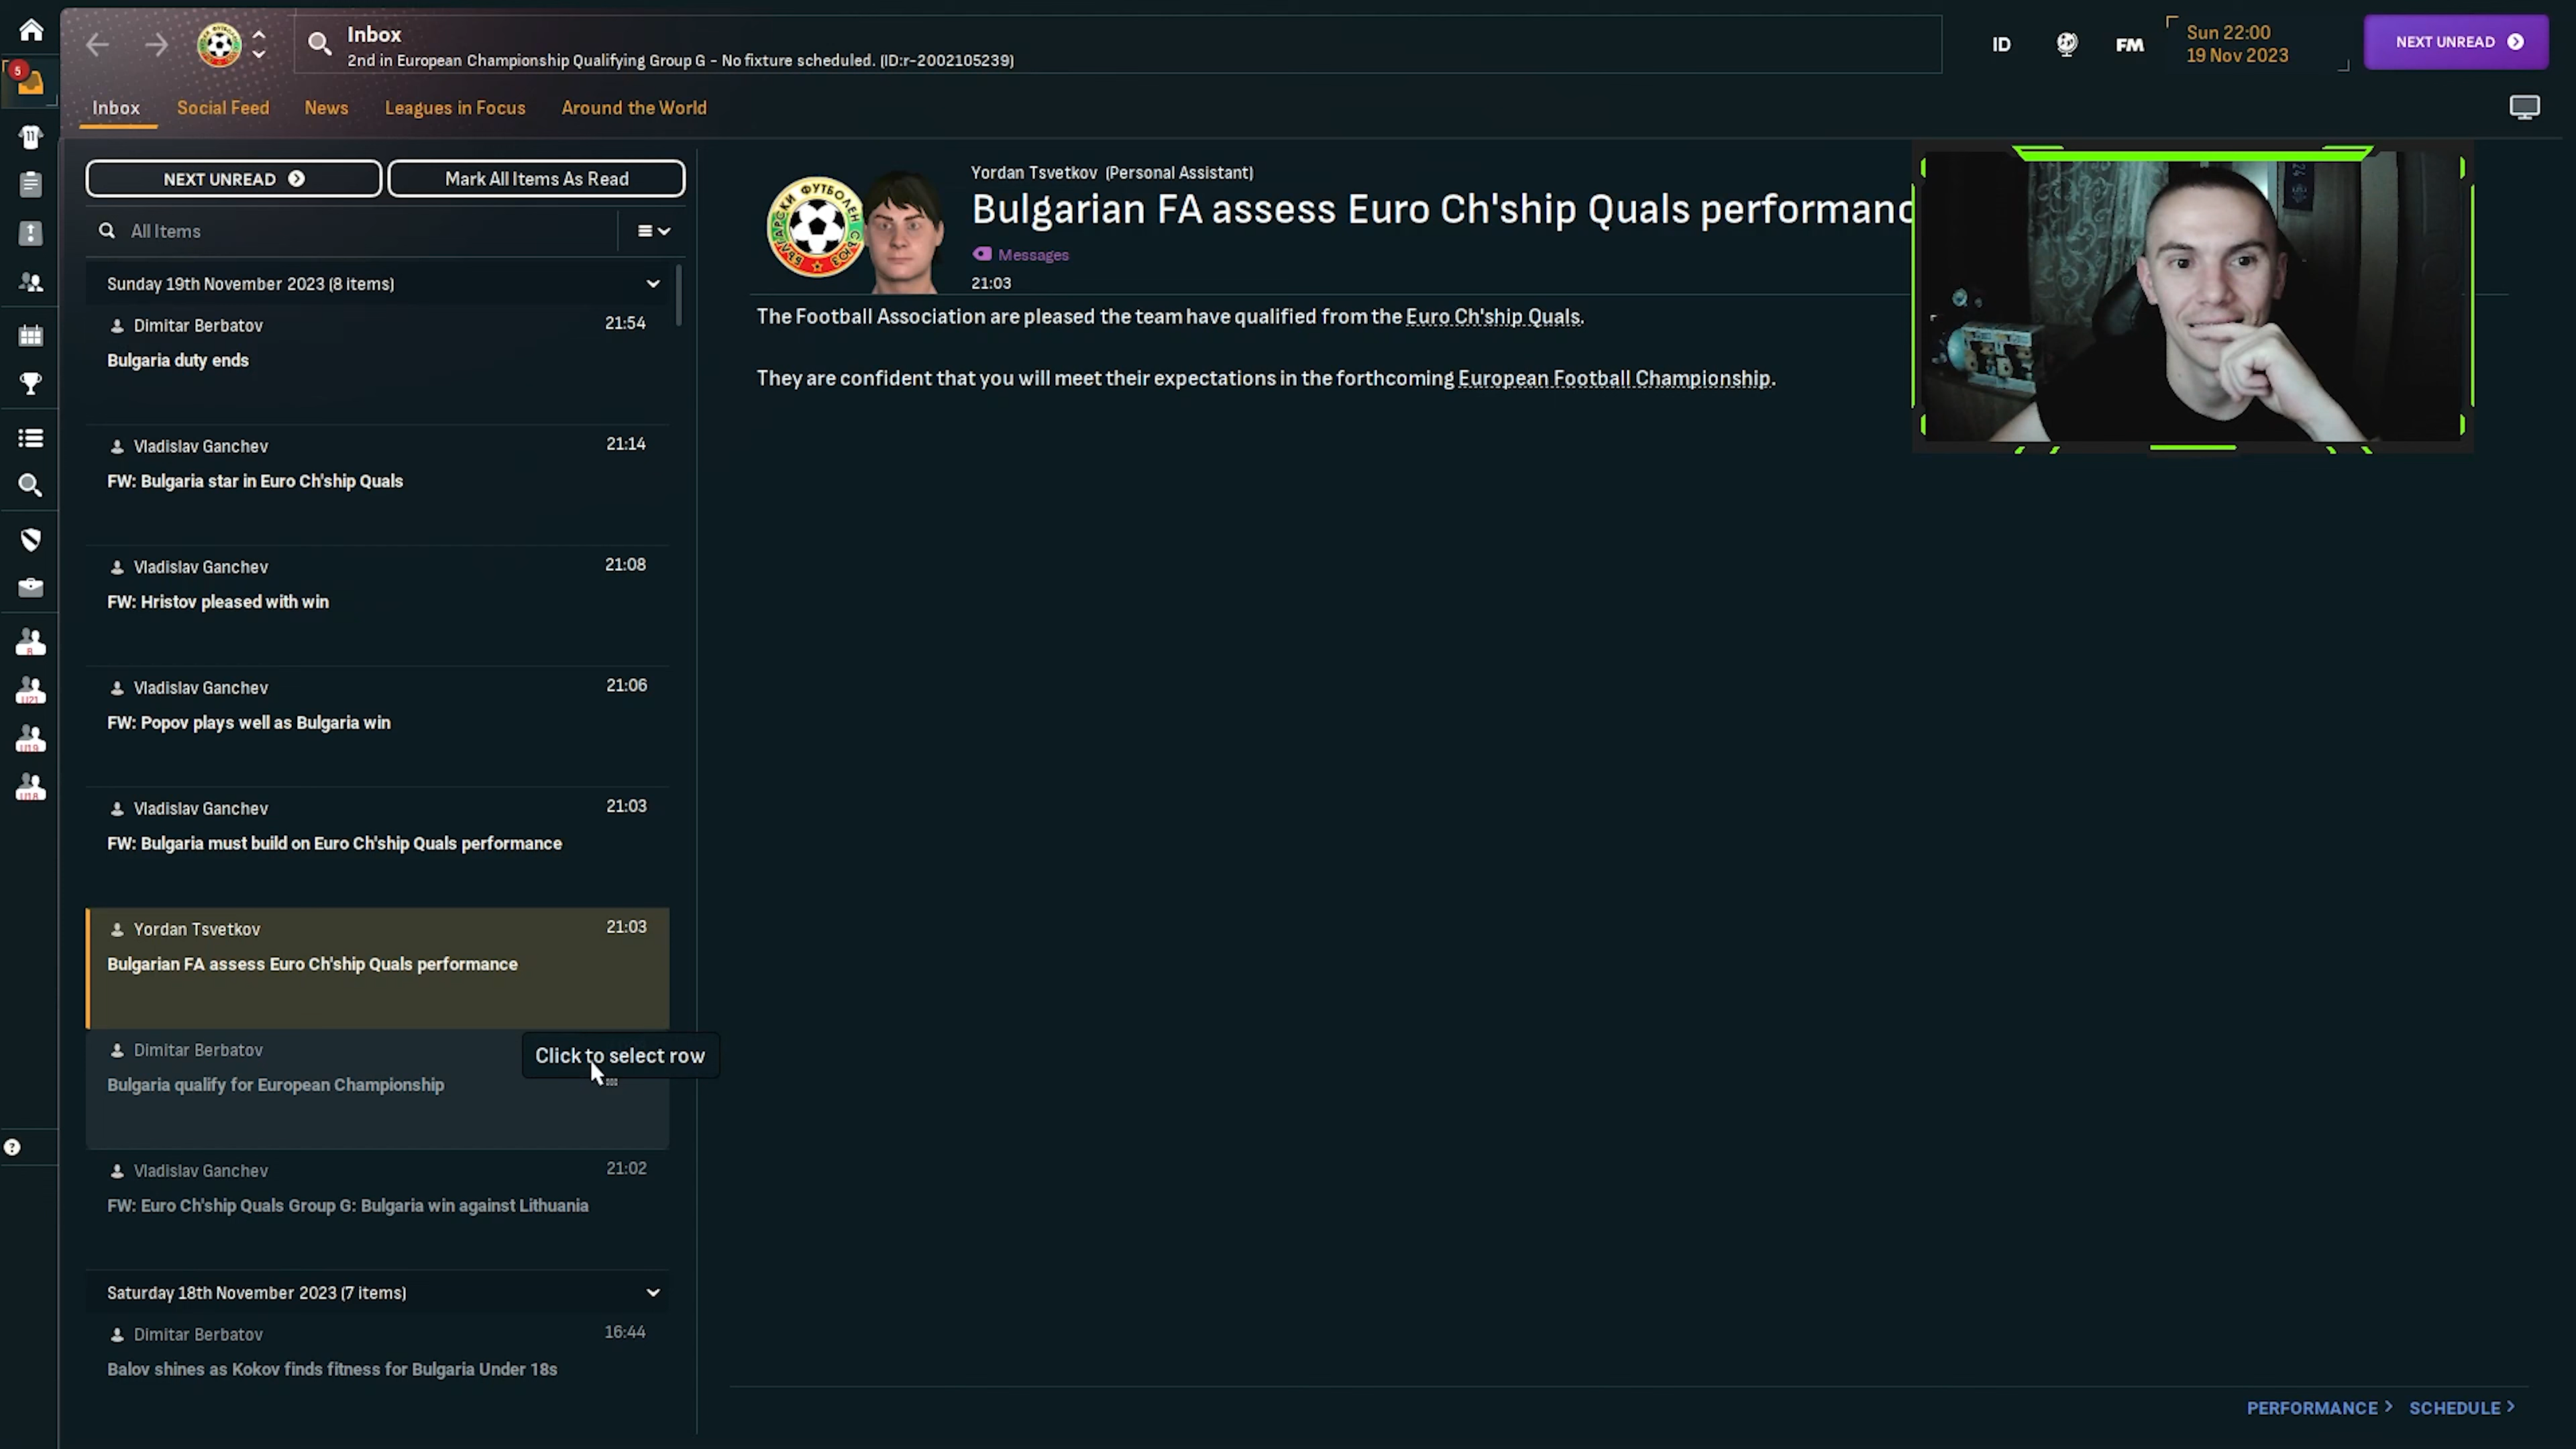 Inbox
2nd in European Championship Qualifying Group G - No fixture scheduled. (ID:r-2002105239)
ID
FM
Sun 22:00
19 Nov 2023
NEXT UNREAD
5
Inbox
Social Feed
News
Leagues in Focus
Around the World
NEXT UNREAD
Mark All Items As Read
All Items
Sunday 19th November 2023 (8 items)
Dimitar Berbatov
21:54
Bulgaria duty ends
Vladislav Ganchev
21:14
FW: Bulgaria star in Euro Ch'ship Quals
Vladislav Ganchev
21:08
FW: Hristov pleased with win
Vladislav Ganchev
21:06
FW: Popov plays well as Bulgaria win
Vladislav Ganchev
21:03
FW: Bulgaria must build on Euro Ch'ship Quals performance
Yordan Tsvetkov
21:03
Bulgarian FA assess Euro Ch'ship Quals performance
Dimitar Berbatov
Click to select row
Bulgaria qualify for European Championship
Vladislav Ganchev
21:02
FW: Euro Ch'ship Quals Group G: Bulgaria win against Lithuania
Saturday 18th November 2023 (7 items)
Dimitar Berbatov
16:44
Balov shines as Kokov finds fitness for Bulgaria Under 18s
11
B
U21
U19
U18
?
БЪЛГАРСКИ ФУТБОЛЕН СЪЮЗ
Yordan Tsvetkov (Personal Assistant)
Bulgarian FA assess Euro Ch'ship Quals performanc
Messages
21:03
The Football Association are pleased the team have qualified from the Euro Ch'ship Quals.
They are confident that you will meet their expectations in the forthcoming European Football Championship.
PERFORMANCE
SCHEDULE